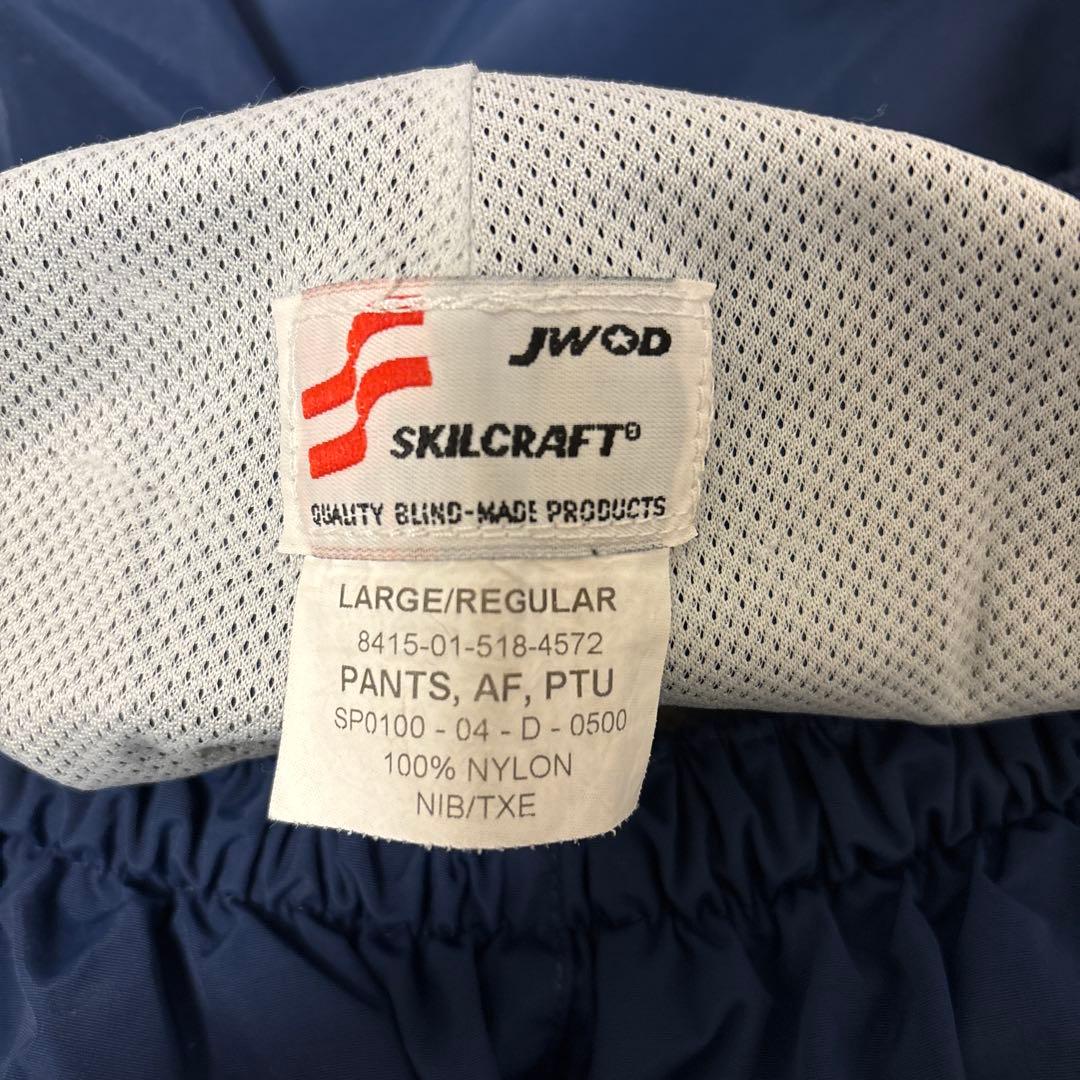 JWOD
SKILCRAFT®
QUALITY BLIND-MADE PRODUCTS
LARGE/REGULAR
8415-01-518-4572
PANTS, AF, PTU
SP0100 - 04 - D - 0500
100% NYLON
NIB/TXE